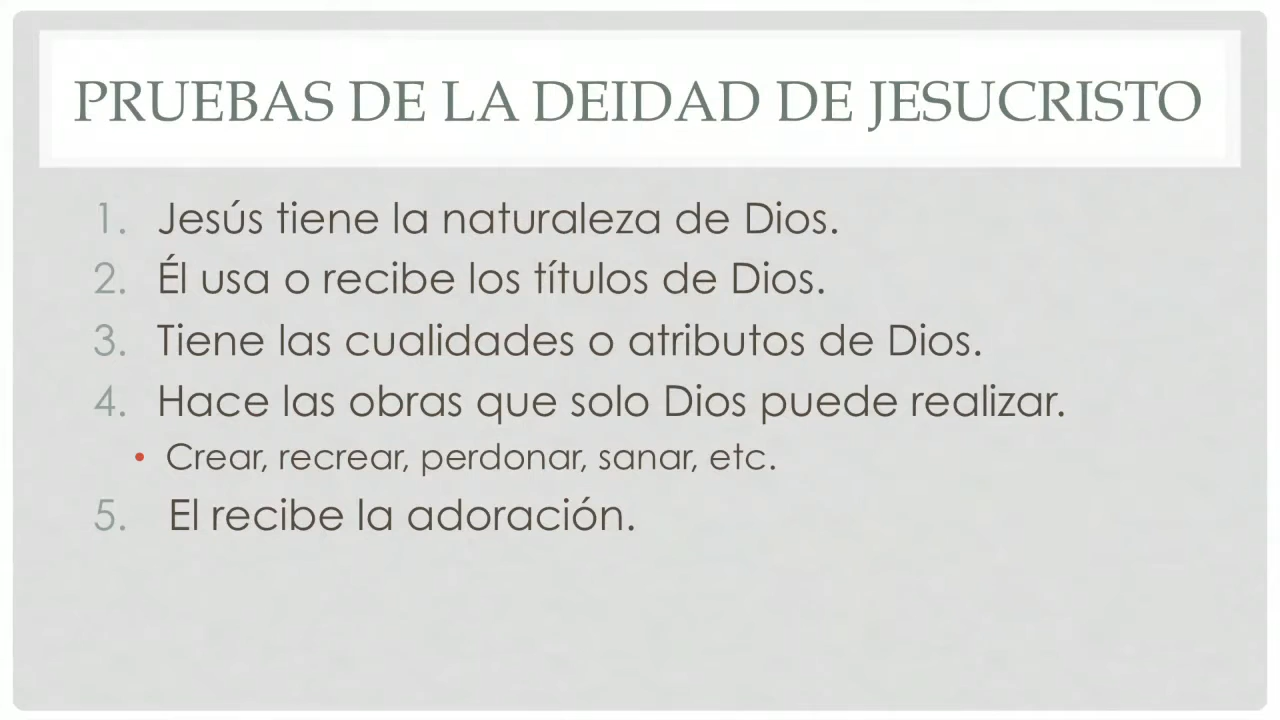 PRUEBAS DE LA DEIDAD DE JESUCRISTO
1. Jesús tiene la naturaleza de Dios.
2. Él usa o recibe los títulos de Dios.
3. Tiene las cualidades o atributos de Dios.
4. Hace las obras que solo Dios puede realizar.
• Crear, recrear, perdonar, sanar, etc.
5. El recibe la adoración.